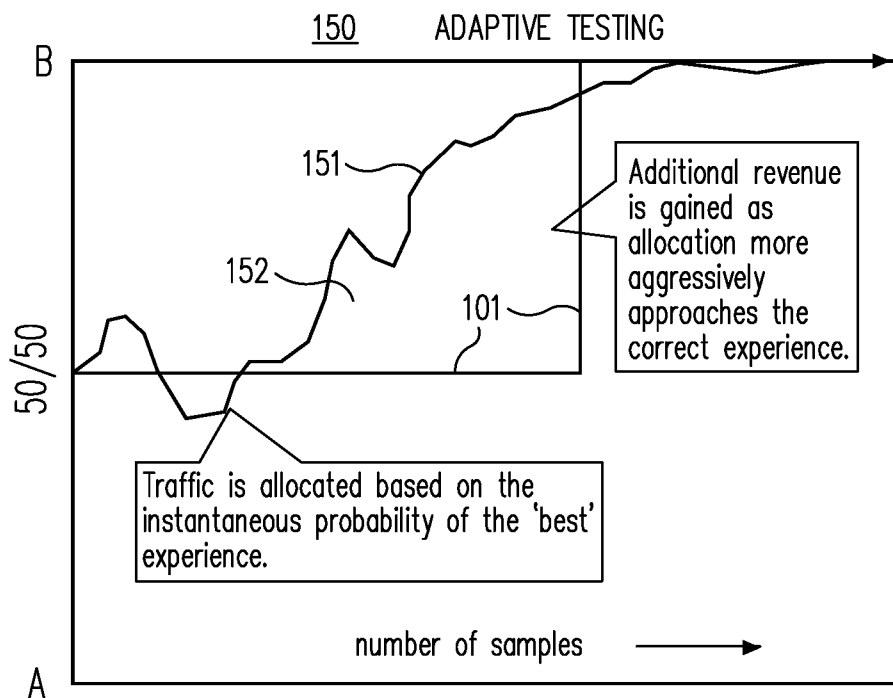 150 ADAPTIVE TESTING
B
151
152
101
50/50
Additional revenue
is gained as
allocation more
aggressively
approaches the
correct experience.
Traffic is allocated based on the
instantaneous probability of the ‘best’
experience.
number of samples
A